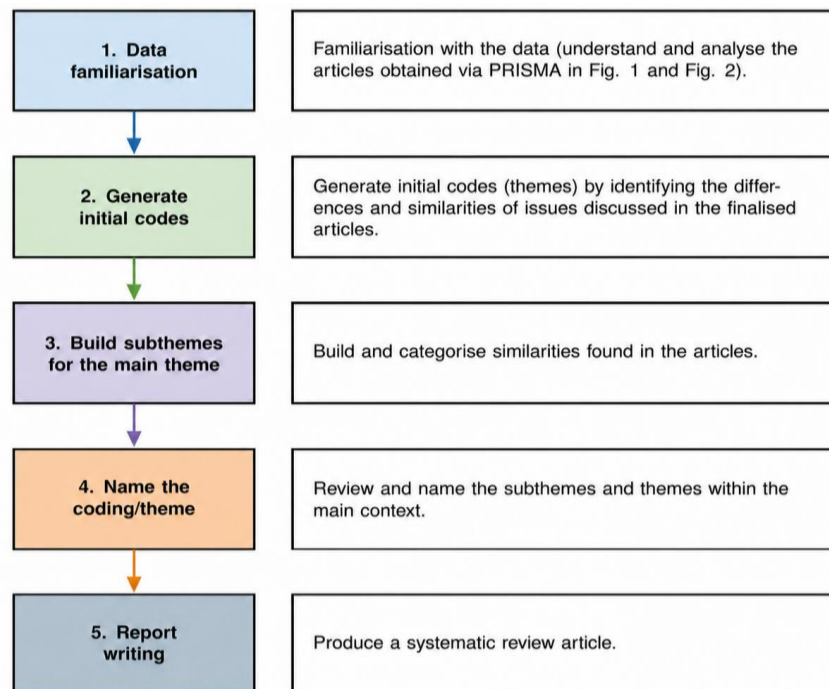 1. Data
familiarisation
Familiarisation with the data (understand and analyse the
articles obtained via PRISMA in Fig. 1 and Fig. 2).
2. Generate
initial codes
Generate initial codes (themes) by identifying the differ-
ences and similarities of issues discussed in the finalised
articles.
3. Build subthemes
for the main theme
Build and categorise similarities found in the articles.
4. Name the
coding/theme
Review and name the subthemes and themes within the
main context.
5. Report
writing
Produce a systematic review article.